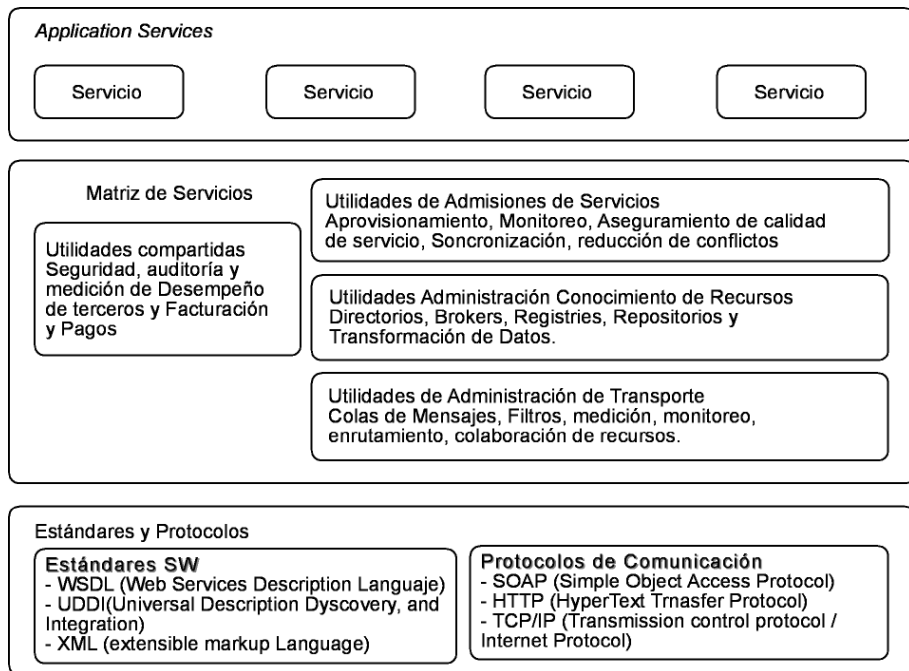 Application Services
Servicio
Servicio
Servicio
Servicio
Matriz de Servicios
Utilidades compartidas
Seguridad, auditoría y
medición de Desempeño
de terceros y Facturación
y Pagos
Utilidades de Admisiones de Servicio
Aprovisionamiento, Monitoreo, Aseguramiento de calidad
de servicio, Soncronización, reducción de conflictos
Utilidades Administración Conocimiento de Recursos
Directorios, Brokers, Registries, Repositorios y
Transformación de Datos.
Utilidades de Administración de Transporte
Colas de Mensajes, Filtros, medición, monitoreo,
enrutamiento, colaboración de recursos.
Estándares y Protocolos
Estándares SW
- WSDL (Web Services Description Languaje)
- UDDI(Universal Description Dyscovery, and
Integration)
- XML (extensible markup Language)
Protocolos de Comunicación
- SOAP (Simple Object Access Protocol)
- HTTP (HyperText Trnasfer Protocol)
- TCP/IP (Transmission control protocol /
Internet Protocol)